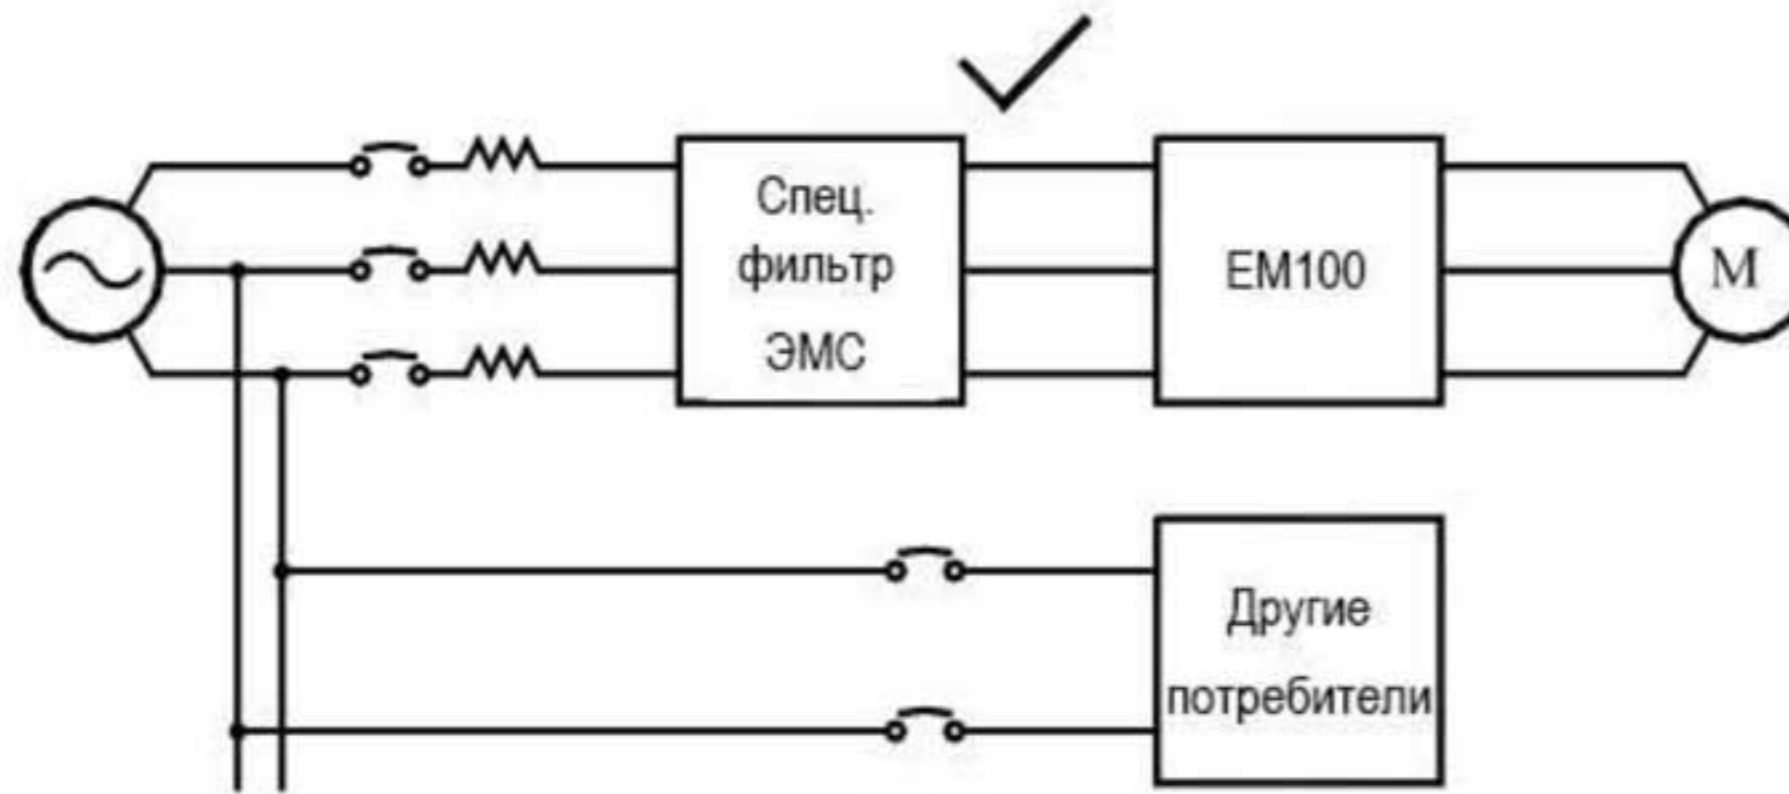 Спец.
фильтр
ЭМС
EM100
M
Другие
потребители